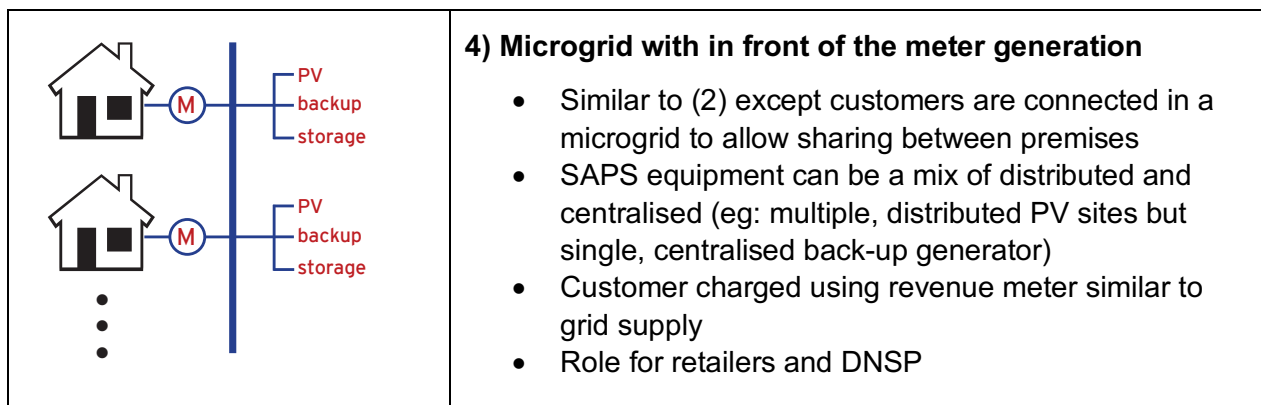 M
PV
backup
storage
M
PV
backup
storage
4) Microgrid with in front of the meter generation
• Similar to (2) except customers are connected in a
microgrid to allow sharing between premises
• SAPS equipment can be a mix of distributed and
centralised (eg: multiple, distributed PV sites but
single, centralised back-up generator)
• Customer charged using revenue meter similar to
grid supply
• Role for retailers and DNSP